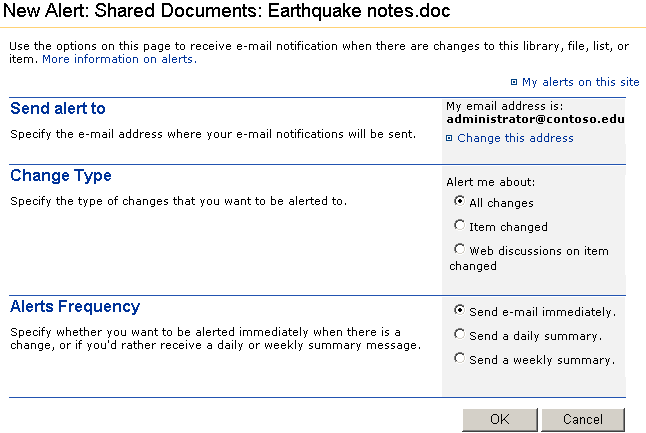 New Alert: Shared Documents: Earthquake notes.doc
Use the options on this page to receive e-mail notification when there are changes to this library, file, list, or
item. More information on alerts.
My alerts on this site
Send alert to
Specify the e-mail address where your e-mail notifications will be sent.
My email address is:
administrator@contoso.edu
Change this address
Change Type
Specify the type of changes that you want to be alerted to.
Alert me about:
All changes
Item changed
Web discussions on item
changed
Alerts Frequency
Specify whether you want to be alerted immediately when there is a
change, or if you'd rather receive a daily or weekly summary message.
Send e-mail immediately.
Send a daily summary.
Send a weekly summary.
OK
Cancel